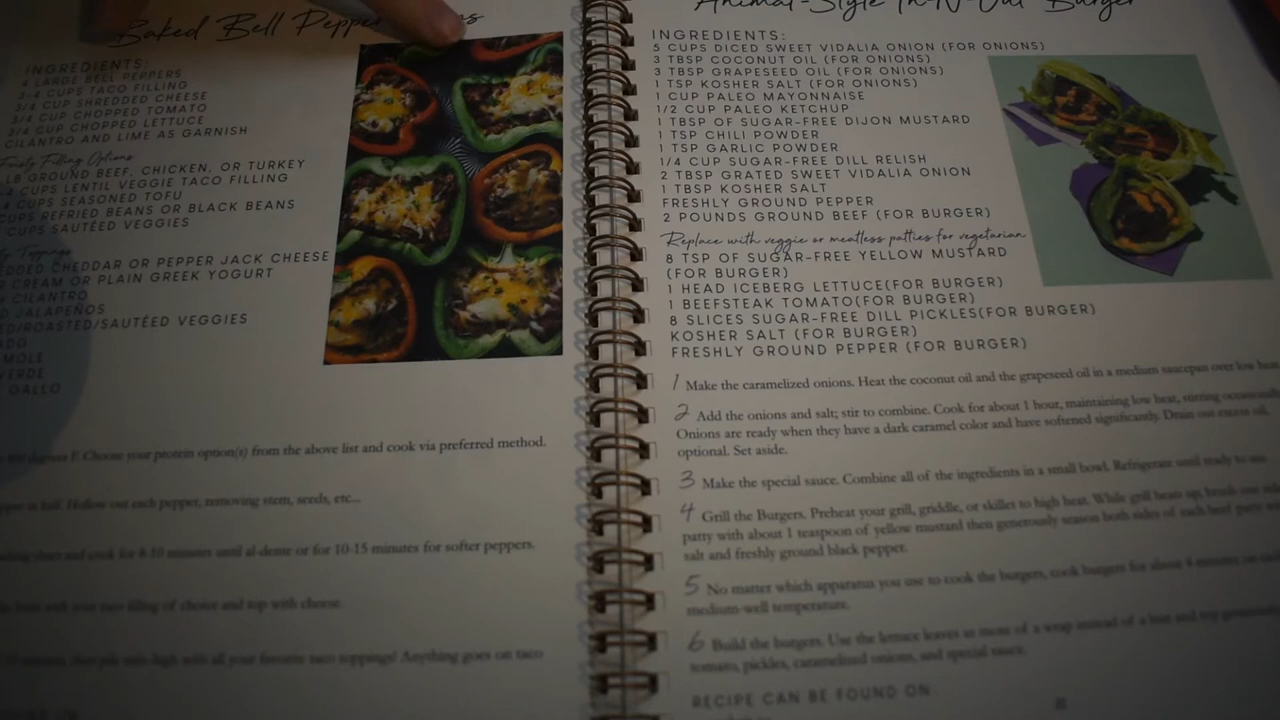 Baked Bell Pepper
INGREDIENTS:
4 LARGE BELL PEPPERS
3-4 CUPS TACO FILLING
3/4 CUP SHREDDED CHEESE
3/4 CUP CHOPPED TOMATO
3/4 CUP CHOPPED LETTUCE
CILANTRO AND LIME AS GARNISH
Filling Options
LB GROUND BEEF, CHICKEN, OR TURKEY
CUPS LENTIL VEGGIE TACO FILLING
CUPS SEASONED TOFU
CUPS REFRIED BEANS OR BLACK BEANS
CUPS SAUTÉED VEGGIES
Toppings
CHEDDAR OR PEPPER JACK CHEESE
CREAM OR PLAIN GREEK YOGURT
CILANTRO
JALAPEÑOS
/ROASTED/SAUTÉED VEGGIES
MOLE
VERDE
GALLO
degrees F. Choose your protein option(s) from the above list and cook via preferred method.
in half. Hollow out each pepper, removing stem, seeds, etc...
and cook for 8-10 minutes until al-dente or for 10-15 minutes for softer peppers.
with your taco filling of choice and top with cheese.
minutes, then pile with all your favorite taco toppings! Anything goes on taco
Animal-Style In-N-Out Burger
INGREDIENTS:
5 CUPS DICED SWEET VIDALIA ONION (FOR ONIONS)
3 TBSP COCONUT OIL (FOR ONIONS)
3 TBSP GRAPESEED OIL (FOR ONIONS)
1 TSP KOSHER SALT (FOR ONIONS)
1 CUP PALEO MAYONNAISE
1/2 CUP PALEO KETCHUP
1 TBSP OF SUGAR-FREE DIJON MUSTARD
1 TSP CHILI POWDER
1 TSP GARLIC POWDER
1/4 CUP SUGAR-FREE DILL RELISH
2 TBSP GRATED SWEET VIDALIA ONION
1 TBSP KOSHER SALT
FRESHLY GROUND PEPPER
2 POUNDS GROUND BEEF (FOR BURGER)
Replace with veggie or meatless patties for vegetarian
8 TSP OF SUGAR-FREE YELLOW MUSTARD
(FOR BURGER)
1 HEAD ICEBERG LETTUCE(FOR BURGER)
1 BEEFSTEAK TOMATO(FOR BURGER)
8 SLICES SUGAR-FREE DILL PICKLES(FOR BURGER)
KOSHER SALT (FOR BURGER)
FRESHLY GROUND PEPPER (FOR BURGER)
1 Make the caramelized onions. Heat the coconut oil and the grapeseed oil in a medium saucepan over low heat
2 Add the onions and salt; stir to combine. Cook for about 1 hour, maintaining low heat, stirring occasionally
Onions are ready when they have a dark caramel color and have softened significantly. Drain out excess oil.
optional. Set aside.
3 Make the special sauce. Combine all of the ingredients in a small bowl. Refrigerate until ready to use
4 Grill the Burgers. Preheat your grill, griddle, or skillet to high heat. While grill heats up, brush one side
patty with about 1 teaspoon of yellow mustard then generously season both sides of each beef patty
salt and freshly ground black pepper.
5 No matter which apparatus you use to cook the burgers, cook burgers for about 4 minutes on each
medium-well temperature.
6 Build the burgers. Use the lettuce leaves as more of a wrap instead of a bun and top
tomato, pickles, caramelized onions, and special sauce.
RECIPE CAN BE FOUND ON